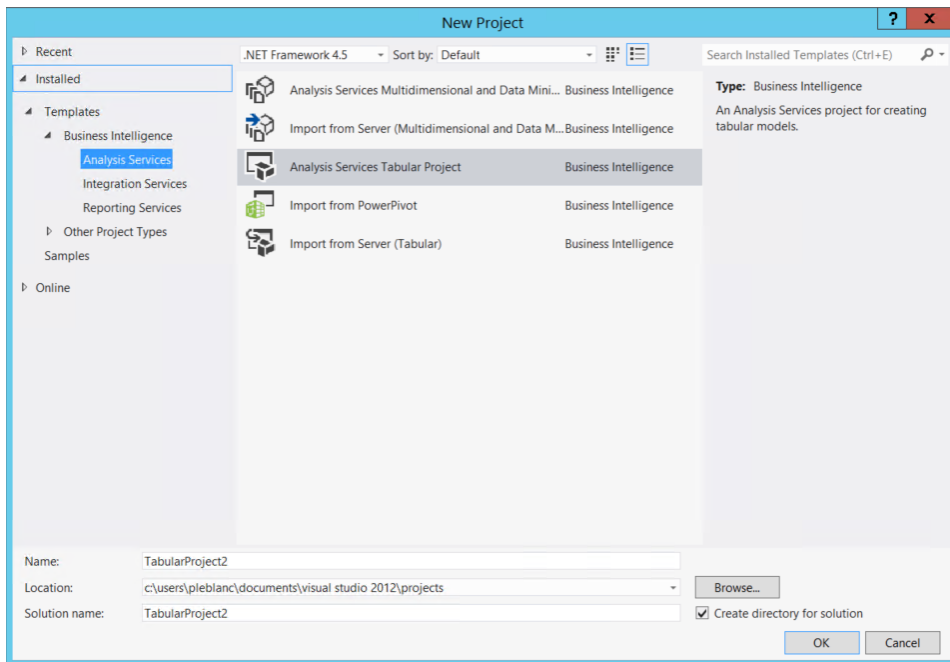 New Project
? X
Recent
Installed
Templates
Business Intelligence
Analysis Services
Integration Services
Reporting Services
Other Project Types
Samples
Online
.NET Framework 4.5 Sort by: Default
Analysis Services Multidimensional and Data Mini... Business Intelligence
Import from Server (Multidimensional and Data M... Business Intelligence
Analysis Services Tabular Project Business Intelligence
Import from PowerPivot Business Intelligence
Import from Server (Tabular) Business Intelligence
Search Installed Templates (Ctrl+E)
Type: Business Intelligence
An Analysis Services project for creating
tabular models.
Name: TabularProject2
Location: c:\users\pleblanc\documents\visual studio 2012\projects
Browse...
Solution name: TabularProject2
Create directory for solution
OK Cancel